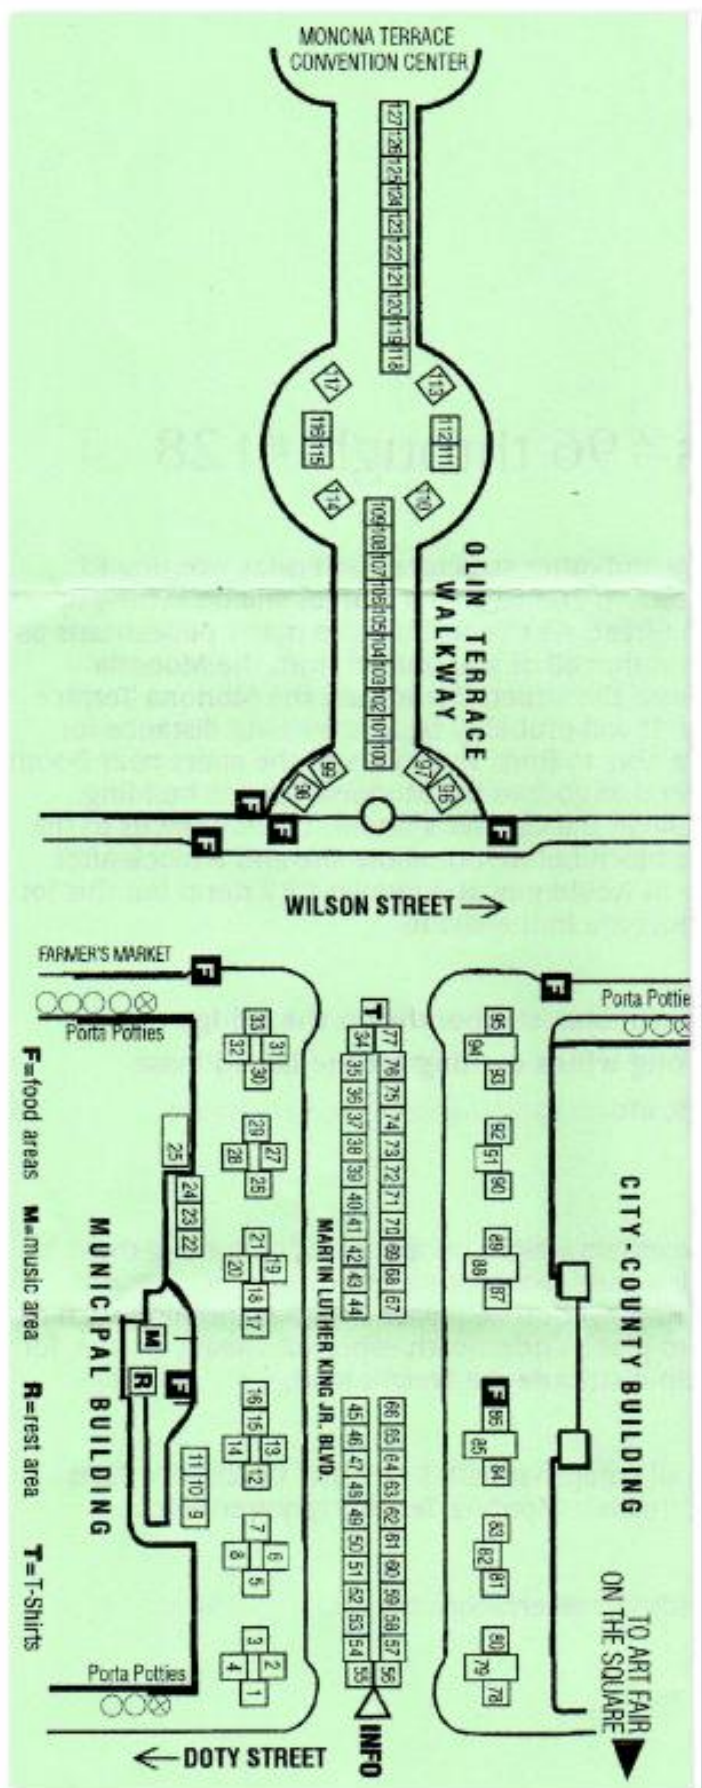 MONONA TERRACE
CONVENTION CENTER
127 126 125 124 123 122 121 120 119 118
117
113
116 115
112 111
114
110
109 108 107 106 105 104 103 102 101 100
OLIN TERRACE
WALKWAY
99
98
97
96
F
F
F
F
WILSON STREET
FARMER'S MARKET
F
F
Porta Potties
Porta Pottie
T
33
32
31
30
29
28
27
26
25
24
23
22
21
20
19
18
17
16
15
14
13
12
11
10
9
7
8
6
5
3
4
2
1
34 35 36 37 38 39 40 41 42 43 44
77 76 75 74 73 72 71 70 69 68 67
45 46 47 48 49 50 51 52 53 54 55
66 65 64 63 62 61 60 59 58 57 56
95
94
93
92
91
90
89
88
87
F
86
85
84
83
82
81
80
79
78
M
R
F
MARTIN LUTHER KING JR. BLVD.
MUNICIPAL BUILDING
CITY-COUNTY BUILDING
F=food areas M=music area R=rest area T=T-Shirts
Porta Potties
INFO
DOTY STREET
TO ART FAIR
ON THE SQUARE